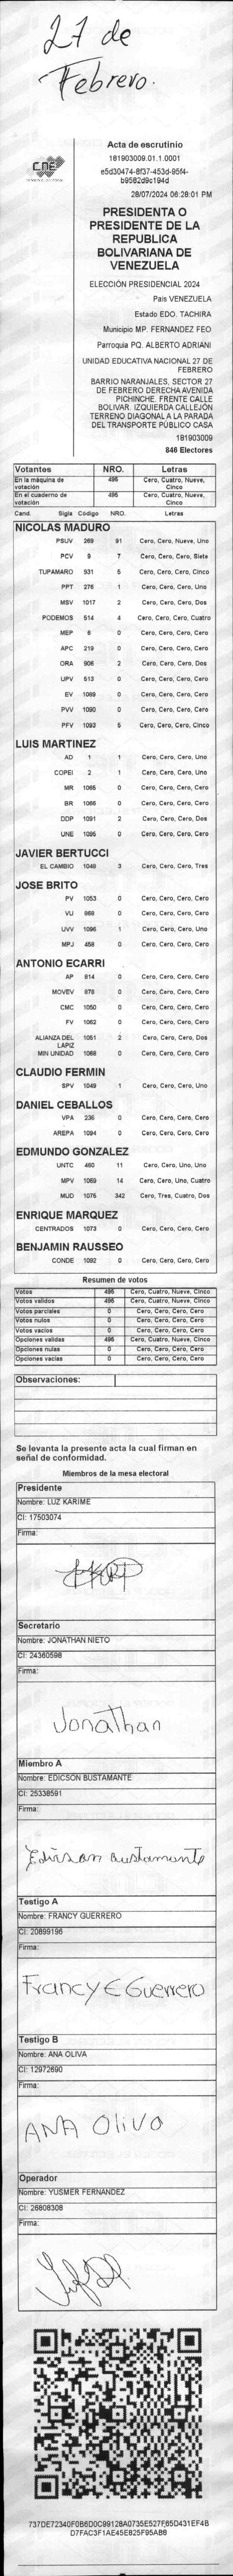 27 de
Febrero.
CNE
Acta de escrutinio
181903009.01.1.0001
e5d30474-8f37-453d-95f4-
b9582d9c194d
28/07/2024 06:28:01 PM
PRESIDENTA O
PRESIDENTE DE LA
REPUBLICA
BOLIVARIANA DE
VENEZUELA
ELECCIÓN PRESIDENCIAL 2024
País VENEZUELA
Estado EDO. TACHIRA
Municipio MP. FERNANDEZ FEO
Parroquia PQ. ALBERTO ADRIANI
UNIDAD EDUCATIVA NACIONAL 27 DE
FEBRERO
BARRIO NARANJALES. SECTOR 27
DE FEBRERO DERECHA AVENIDA
PICHINCHE. FRENTE CALLE
BOLIVAR. IZQUIERDA CALLEJÓN
TERRENO DIAGONAL A LA PARADA
DEL TRANSPORTE PÚBLICO CASA
181903009
846 Electores
Votantes NRO. Letras
En la máquina de votación 495 Cero, Cuatro, Nueve, Cinco
En el cuaderno de votación 495 Cero, Cuatro, Nueve, Cinco
Cand. Sigla Código NRO. Letras
NICOLAS MADURO
PSUV 269 91 Cero, Cero, Nueve, Uno
PCV 9 7 Cero, Cero, Cero, Siete
TUPAMARO 931 5 Cero, Cero, Cero, Cinco
PPT 276 1 Cero, Cero, Cero, Uno
MSV 1017 2 Cero, Cero, Cero, Dos
PODEMOS 514 4 Cero, Cero, Cero, Cuatro
MEP 6 0 Cero, Cero, Cero, Cero
APC 219 0 Cero, Cero, Cero, Cero
ORA 906 2 Cero, Cero, Cero, Dos
UPV 513 0 Cero, Cero, Cero, Cero
EV 1089 0 Cero, Cero, Cero, Cero
PVV 1090 0 Cero, Cero, Cero, Cero
PFV 1093 5 Cero, Cero, Cero, Cinco
LUIS MARTINEZ
AD 1 1 Cero, Cero, Cero, Uno
COPEI 2 1 Cero, Cero, Cero, Uno
MR 1065 0 Cero, Cero, Cero, Cero
BR 1066 0 Cero, Cero, Cero, Cero
DDP 1091 2 Cero, Cero, Cero, Dos
UNE 1095 0 Cero, Cero, Cero, Cero
JAVIER BERTUCCI
EL CAMBIO 1048 3 Cero, Cero, Cero, Tres
JOSE BRITO
PV 1053 0 Cero, Cero, Cero, Cero
VU 868 0 Cero, Cero, Cero, Cero
UVV 1096 1 Cero, Cero, Cero, Uno
MPJ 458 0 Cero, Cero, Cero, Cero
ANTONIO ECARRI
AP 814 0 Cero, Cero, Cero, Cero
MOVEV 878 0 Cero, Cero, Cero, Cero
CMC 1050 0 Cero, Cero, Cero, Cero
FV 1062 0 Cero, Cero, Cero, Cero
ALIANZA DEL LAPIZ 1051 2 Cero, Cero, Cero, Dos
MIN UNIDAD 1068 0 Cero, Cero, Cero, Cero
CLAUDIO FERMIN
SPV 1049 1 Cero, Cero, Cero, Uno
DANIEL CEBALLOS
VPA 236 0 Cero, Cero, Cero, Cero
AREPA 1094 0 Cero, Cero, Cero, Cero
EDMUNDO GONZALEZ
UNTC 460 11 Cero, Cero, Uno, Uno
MPV 1069 14 Cero, Cero, Uno, Cuatro
MUD 1075 342 Cero, Tres, Cuatro, Dos
ENRIQUE MARQUEZ
CENTRADOS 1073 0 Cero, Cero, Cero, Cero
BENJAMIN RAUSSEO
CONDE 1092 0 Cero, Cero, Cero, Cero
Resumen de votos
Votos 495 Cero, Cuatro, Nueve, Cinco
Votos validos 495 Cero, Cuatro, Nueve, Cinco
Votos parciales 0 Cero, Cero, Cero, Cero
Votos nulos 0 Cero, Cero, Cero, Cero
Votos vacíos 0 Cero, Cero, Cero, Cero
Opciones validas 495 Cero, Cuatro, Nueve, Cinco
Opciones nulas 0 Cero, Cero, Cero, Cero
Opciones vacías 0 Cero, Cero, Cero, Cero
Observaciones:
Se levanta la presente acta la cual firman en
señal de conformidad.
Miembros de la mesa electoral
Presidente
Nombre: LUZ KARIME
CI: 17503074
Firma:
Secretario
Nombre: JONATHAN NIETO
CI: 24360598
Firma:
Jonathan
Miembro A
Nombre: EDICSON BUSTAMANTE
CI: 25338591
Firma:
Edicson Bustamante
Testigo A
Nombre: FRANCY GUERRERO
CI: 20899196
Firma:
Francy E Guerrero
Testigo B
Nombre: ANA OLIVA
CI: 12972690
Firma:
ANA Oliva
Operador
Nombre: YUSMER FERNANDEZ
CI: 26808308
Firma:
737DE72340F0B6D0C99128A0735E527F65D431EF4B
D7FAC3F1AE45E825F95AB8